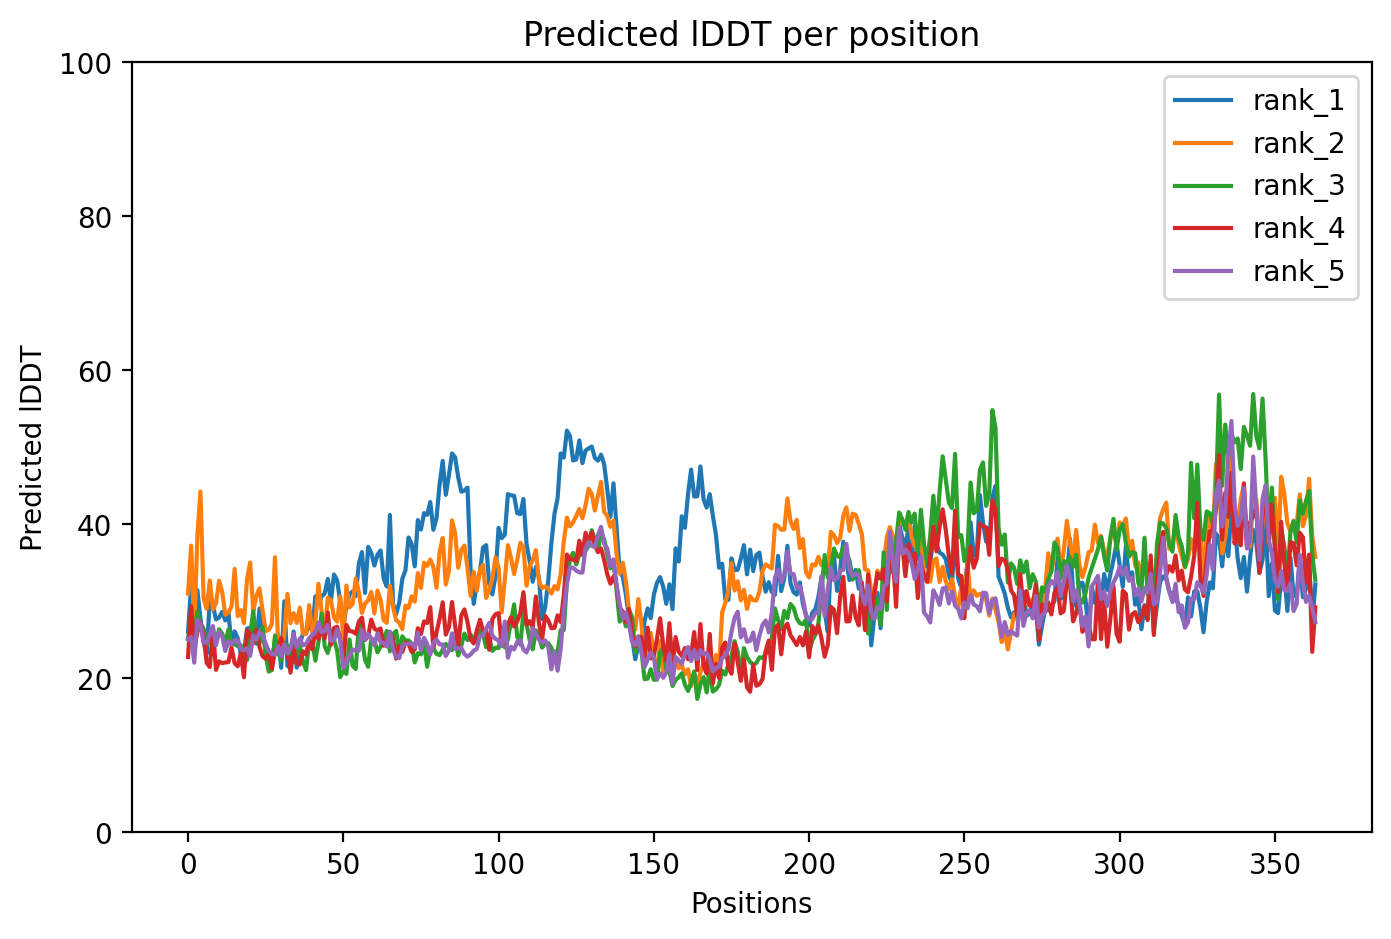 Predicted lDDT per position
Predicted lDDT
100
80
60
40
20
0
rank_1
rank_2
rank_3
rank_4
rank_5
0 50 100 150 200 250 300 350
Positions